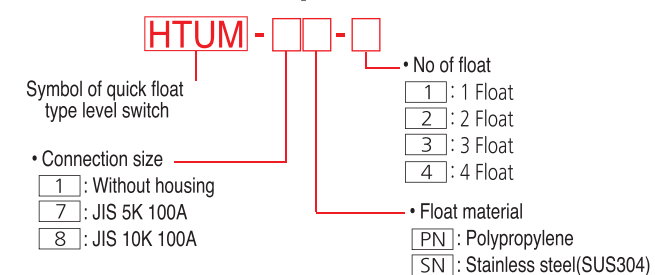 HTUM - □□ - □
Symbol of quick float
type level switch
• Connection size
1 : Without housing
7 : JIS 5K 100A
8 : JIS 10K 100A
• No of float
1 : 1 Float
2 : 2 Float
3 : 3 Float
4 : 4 Float
• Float material
PN : Polypropylene
SN : Stainless steel(SUS304)